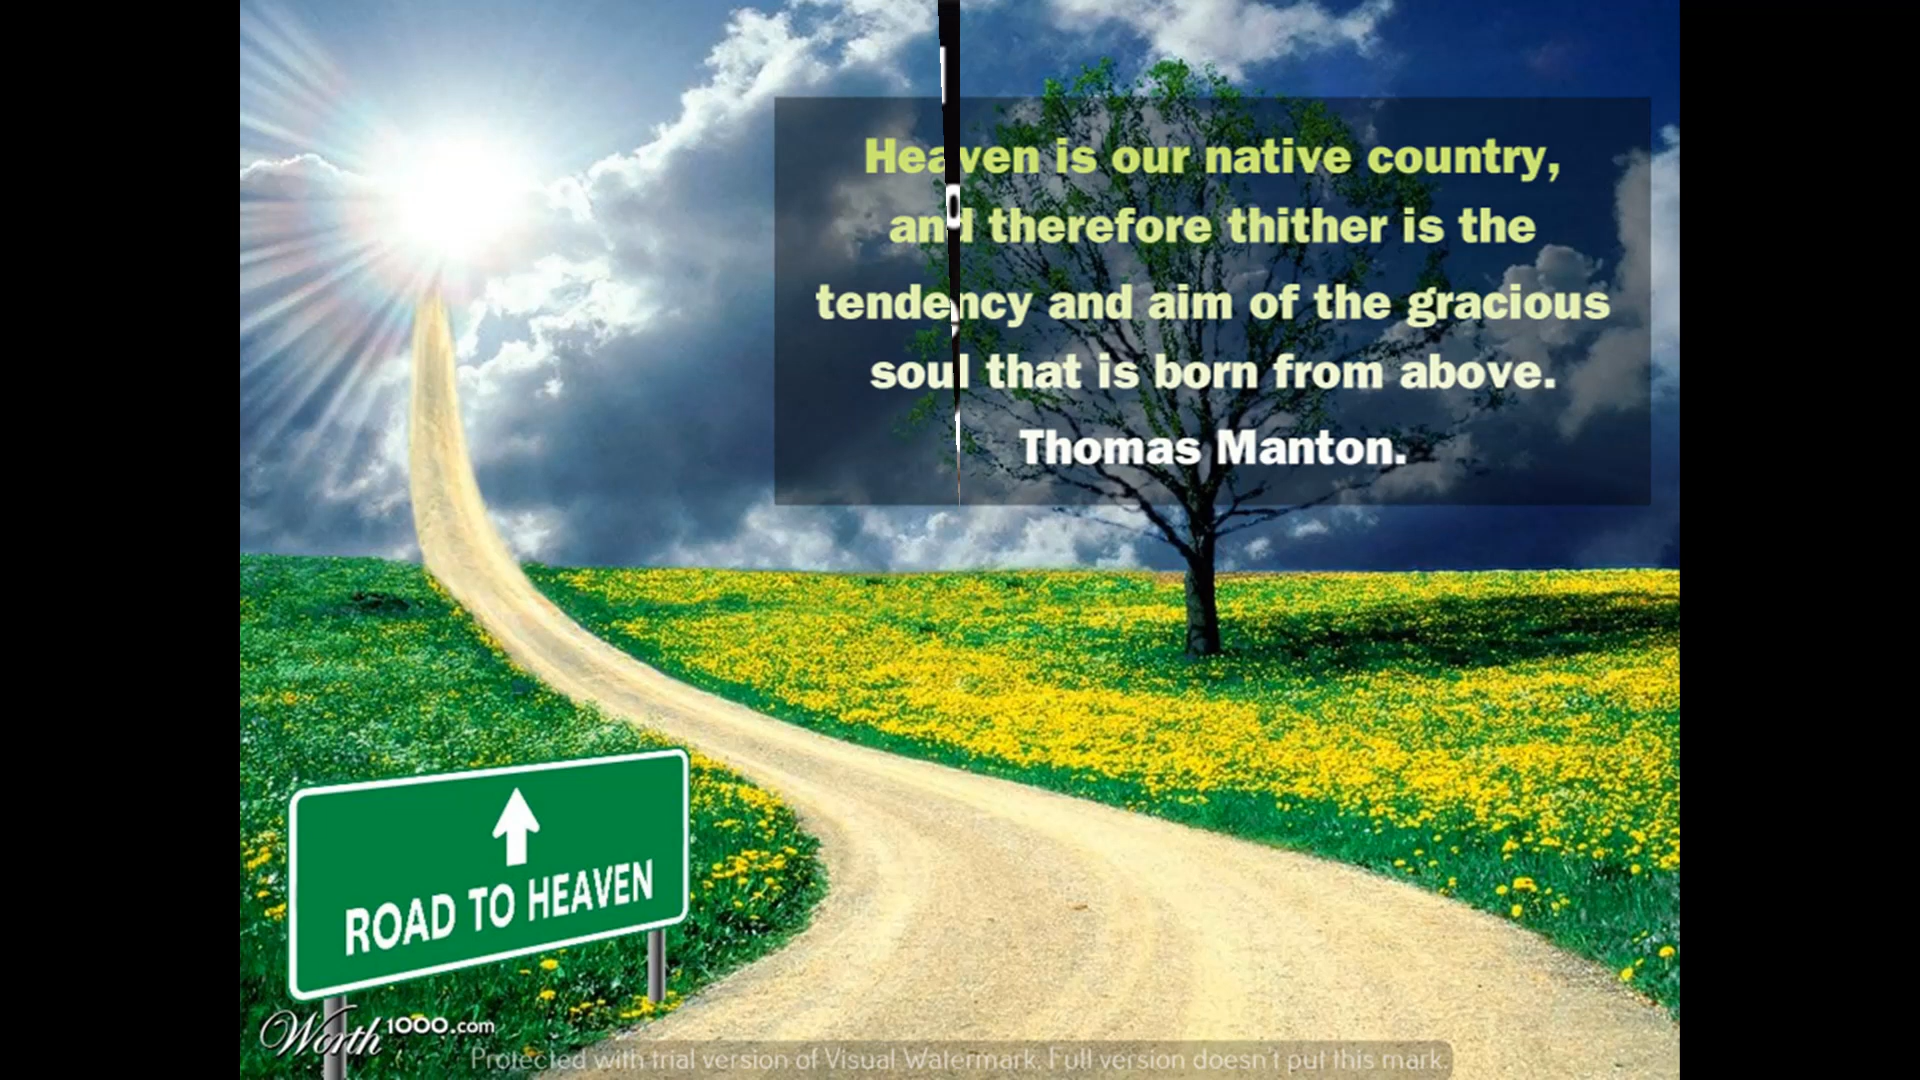 Heaven is our native country,
and therefore thither is the
tendency and aim of the gracious
soul that is born from above.
Thomas Manton.
ROAD TO HEAVEN
Worth1000.com
Protected with trial version of Visual Watermark. Full version doesn't put this mark.